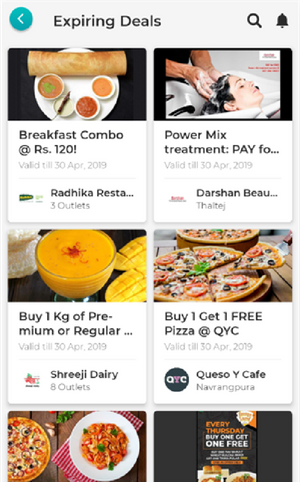 Expiring Deals
Breakfast Combo
@ Rs. 120!
Valid till 30 Apr, 2019
Radhika Resta...
3 Outlets
Power Mix
treatment: PAY fo...
Valid till 30 Apr, 2019
Darshan Beau...
Thaltej
Buy 1 Kg of Pre-
mium or Regular ...
Valid till 30 Apr, 2019
Shreeji Dairy
8 Outlets
Buy 1 Get 1 FREE
Pizza @ QYC
Valid till 30 Apr, 2019
QYC
Queso Y Cafe
Navrangpura
EVERY
THURSDAY
BUY ONE GET
ONE FREE